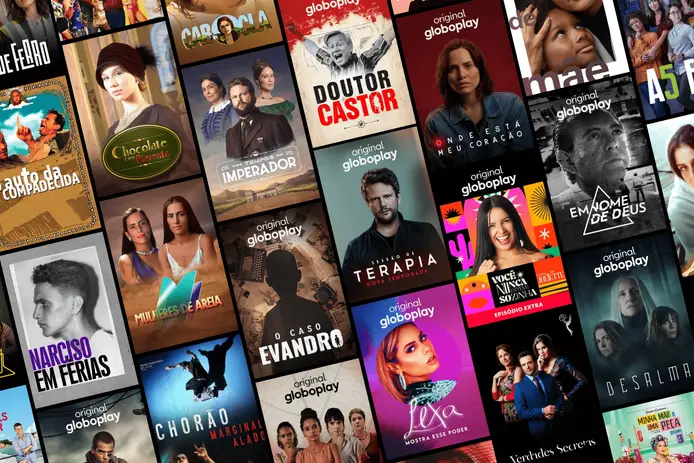 DE FERRO
CABOCLA
original
globoplay
DOUTOR
CASTOR
original
globoplay
ONDE ESTÁ
MEU CORAÇÃO
mãe
A5
O auto da
COMPADECIDA
Chocolate
com Pimenta
NOS TEMPOS DO
IMPERADOR
original
globoplay
SESSÃO DE
TERAPIA
NOVA TEMPORADA
original
globoplay
VOCÊ
NUNCA
SOZINHA
EPISÓDIO EXTRA
original
globoplay
EM NOME
DE DEUS
NARCISO
EM FÉRIAS
MULHERES DE AREIA
original
globoplay
O CASO
EVANDRO
original
globoplay
Lexa
MOSTRA ESSE PODER
Verdades Secretas
original
globoplay
DESALMA
original
globoplay
CHORÃO
MARGINAL
ALADO
original
globoplay
MINHA MÃE É
UMA PEÇA